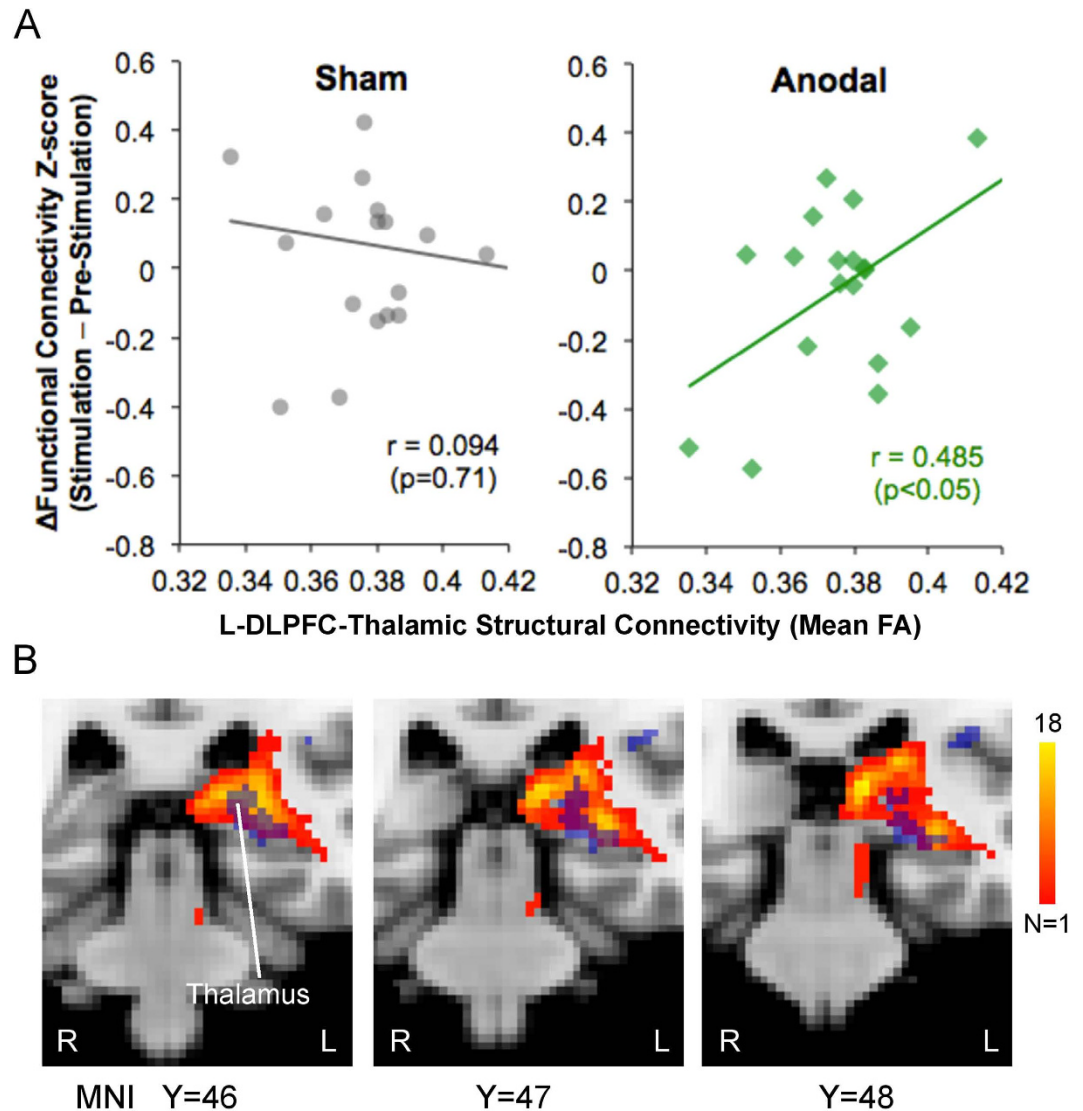 A
ΔFunctional Connectivity Z-score
(Stimulation – Pre-Stimulation)
Sham
0.6
0.4
0.2
0
-0.2
-0.4
-0.6
-0.8
r = 0.094
(p=0.71)
0.32 0.34 0.36 0.38 0.4 0.42
Anodal
0.6
0.4
0.2
0
-0.2
-0.4
-0.6
-0.8
r = 0.485
(p<0.05)
0.32 0.34 0.36 0.38 0.4 0.42
L-DLPFC-Thalamic Structural Connectivity (Mean FA)
B
Thalamus
R L
R L
R L
18
N=1
MNI Y=46 Y=47 Y=48